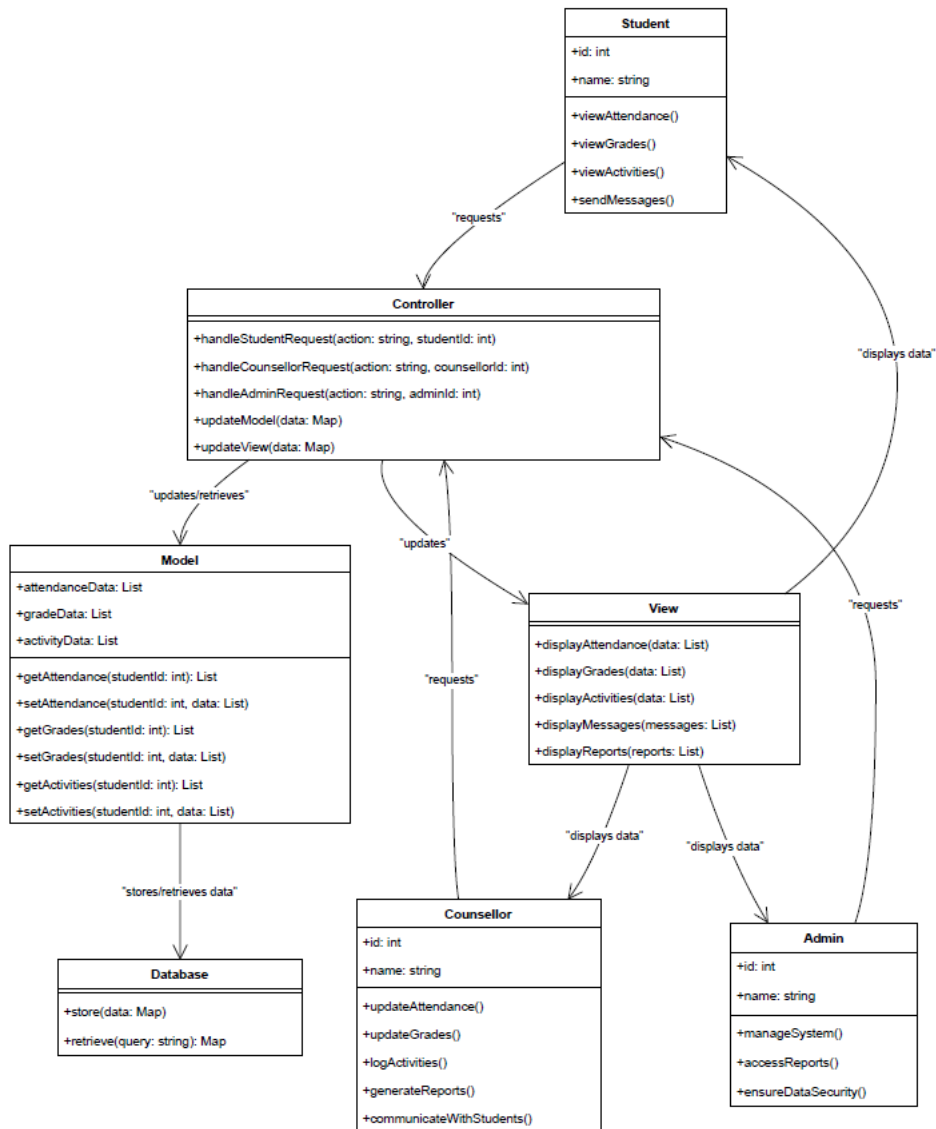 Student
+id: int
+name: string
+viewAttendance()
+viewGrades()
+viewActivities()
+sendMessages()
"requests"
Controller
+handleStudentRequest(action: string, studentId: int)
+handleCounsellorRequest(action: string, counsellorId: int)
+handleAdminRequest(action: string, adminId: int)
+updateModel(data: Map)
+updateView(data: Map)
"displays data"
"updates/retrieves"
"updates"
Model
+attendanceData: List
+gradeData: List
+activityData: List
+getAttendance(studentId: int): List
+setAttendance(studentId: int, data: List)
+getGrades(studentId: int): List
+setGrades(studentId: int, data: List)
+getActivities(studentId: int): List
+setActivities(studentId: int, data: List)
"requests"
View
+displayAttendance(data: List)
+displayGrades(data: List)
+displayActivities(data: List)
+displayMessages(messages: List)
+displayReports(reports: List)
"requests"
"displays data"
"displays data"
"stores/retrieves data"
Database
+store(data: Map)
+retrieve(query: string): Map
Counsellor
+id: int
+name: string
+updateAttendance()
+updateGrades()
+logActivities()
+generateReports()
+communicateWithStudents()
Admin
+id: int
+name: string
+manageSystem()
+accessReports()
+ensureDataSecurity()